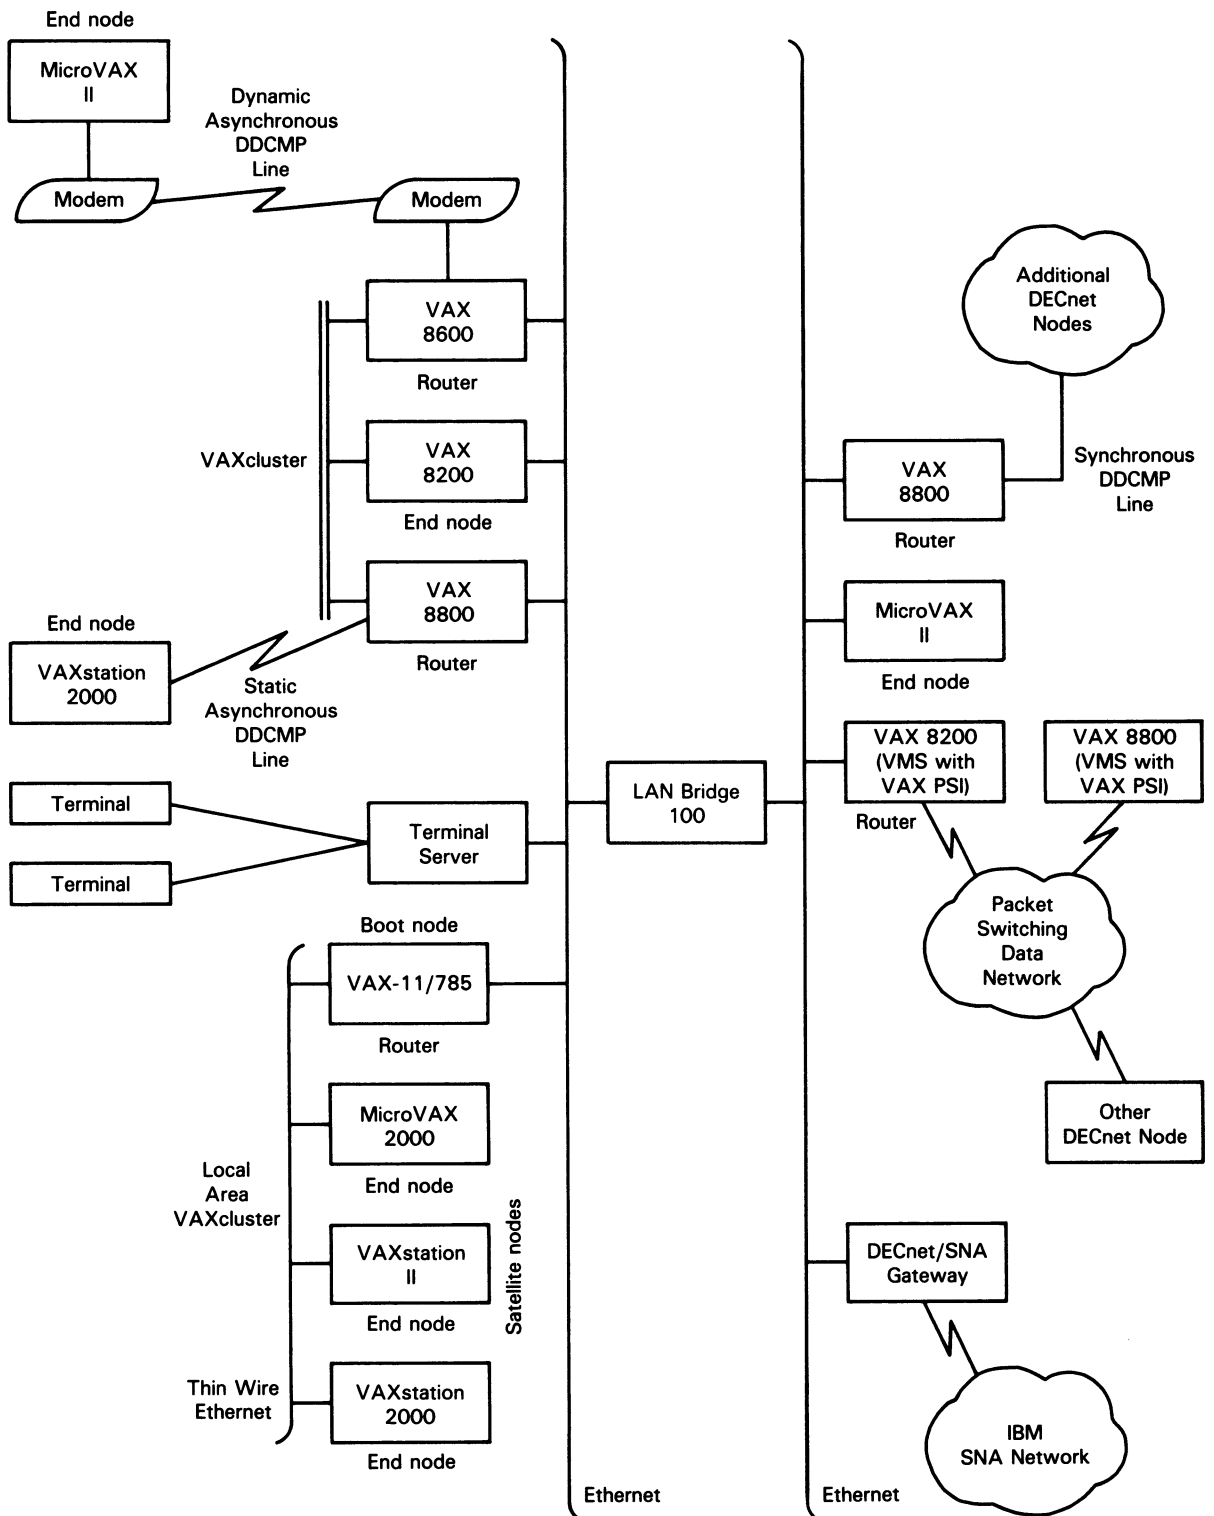 End node
MicroVAX
II
Dynamic
Asynchronous
DDCMP
Line
Modem
Modem
VAX
8600
Router
VAXcluster
VAX
8200
End node
VAX
8800
Router
End node
VAXstation
2000
Static
Asynchronous
DDCMP
Line
Terminal
Terminal
Terminal
Server
Boot node
VAX-11/785
Router
MicroVAX
2000
End node
Local
Area
VAXcluster
VAXstation
II
End node
Satellite nodes
Thin Wire
Ethernet
VAXstation
2000
End node
Ethernet
LAN Bridge
100
Additional
DECnet
Nodes
VAX
8800
Router
Synchronous
DDCMP
Line
MicroVAX
II
End node
VAX 8200
(VMS with
VAX PSI)
Router
VAX 8800
(VMS with
VAX PSI)
Packet
Switching
Data
Network
Other
DECnet Node
DECnet/SNA
Gateway
IBM
SNA Network
Ethernet